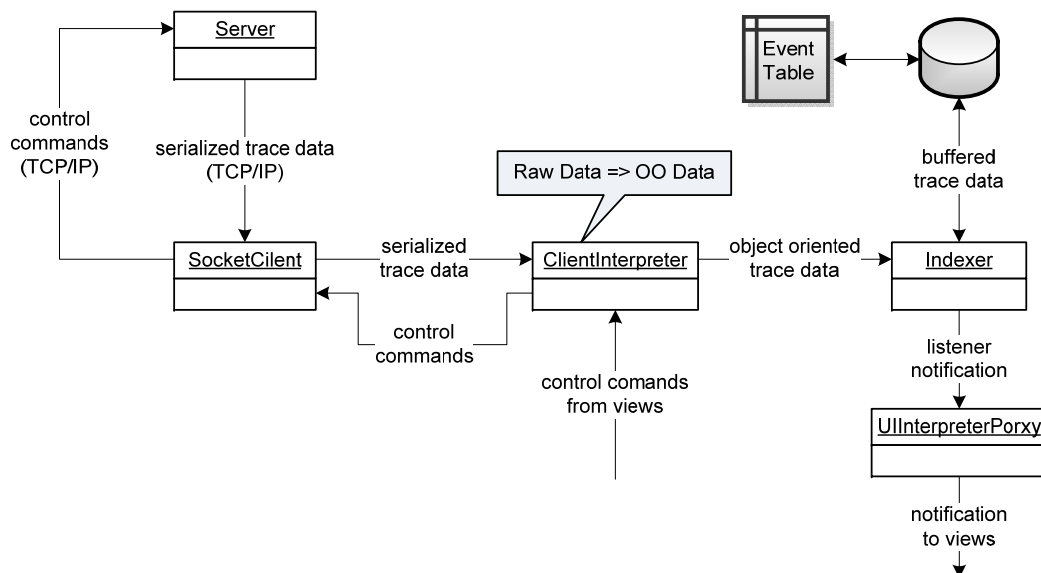 Server
Event
Table
control
commands
(TCP/IP)
serialized trace data
(TCP/IP)
buffered
trace data
Raw Data => OO Data
SocketCilent
serialized
trace data
ClientInterpreter
object oriented
trace data
Indexer
control
commands
control comands
from views
listener
notification
UIInterpreterPorxy
notification
to views